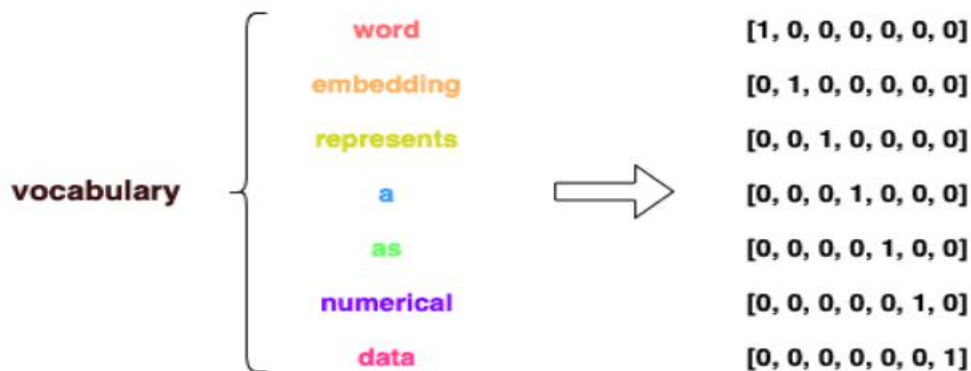 word [1, 0, 0, 0, 0, 0, 0]
embedding [0, 1, 0, 0, 0, 0, 0]
represents [0, 0, 1, 0, 0, 0, 0]
vocabulary a [0, 0, 0, 1, 0, 0, 0]
as [0, 0, 0, 0, 1, 0, 0]
numerical [0, 0, 0, 0, 0, 1, 0]
data [0, 0, 0, 0, 0, 0, 1]